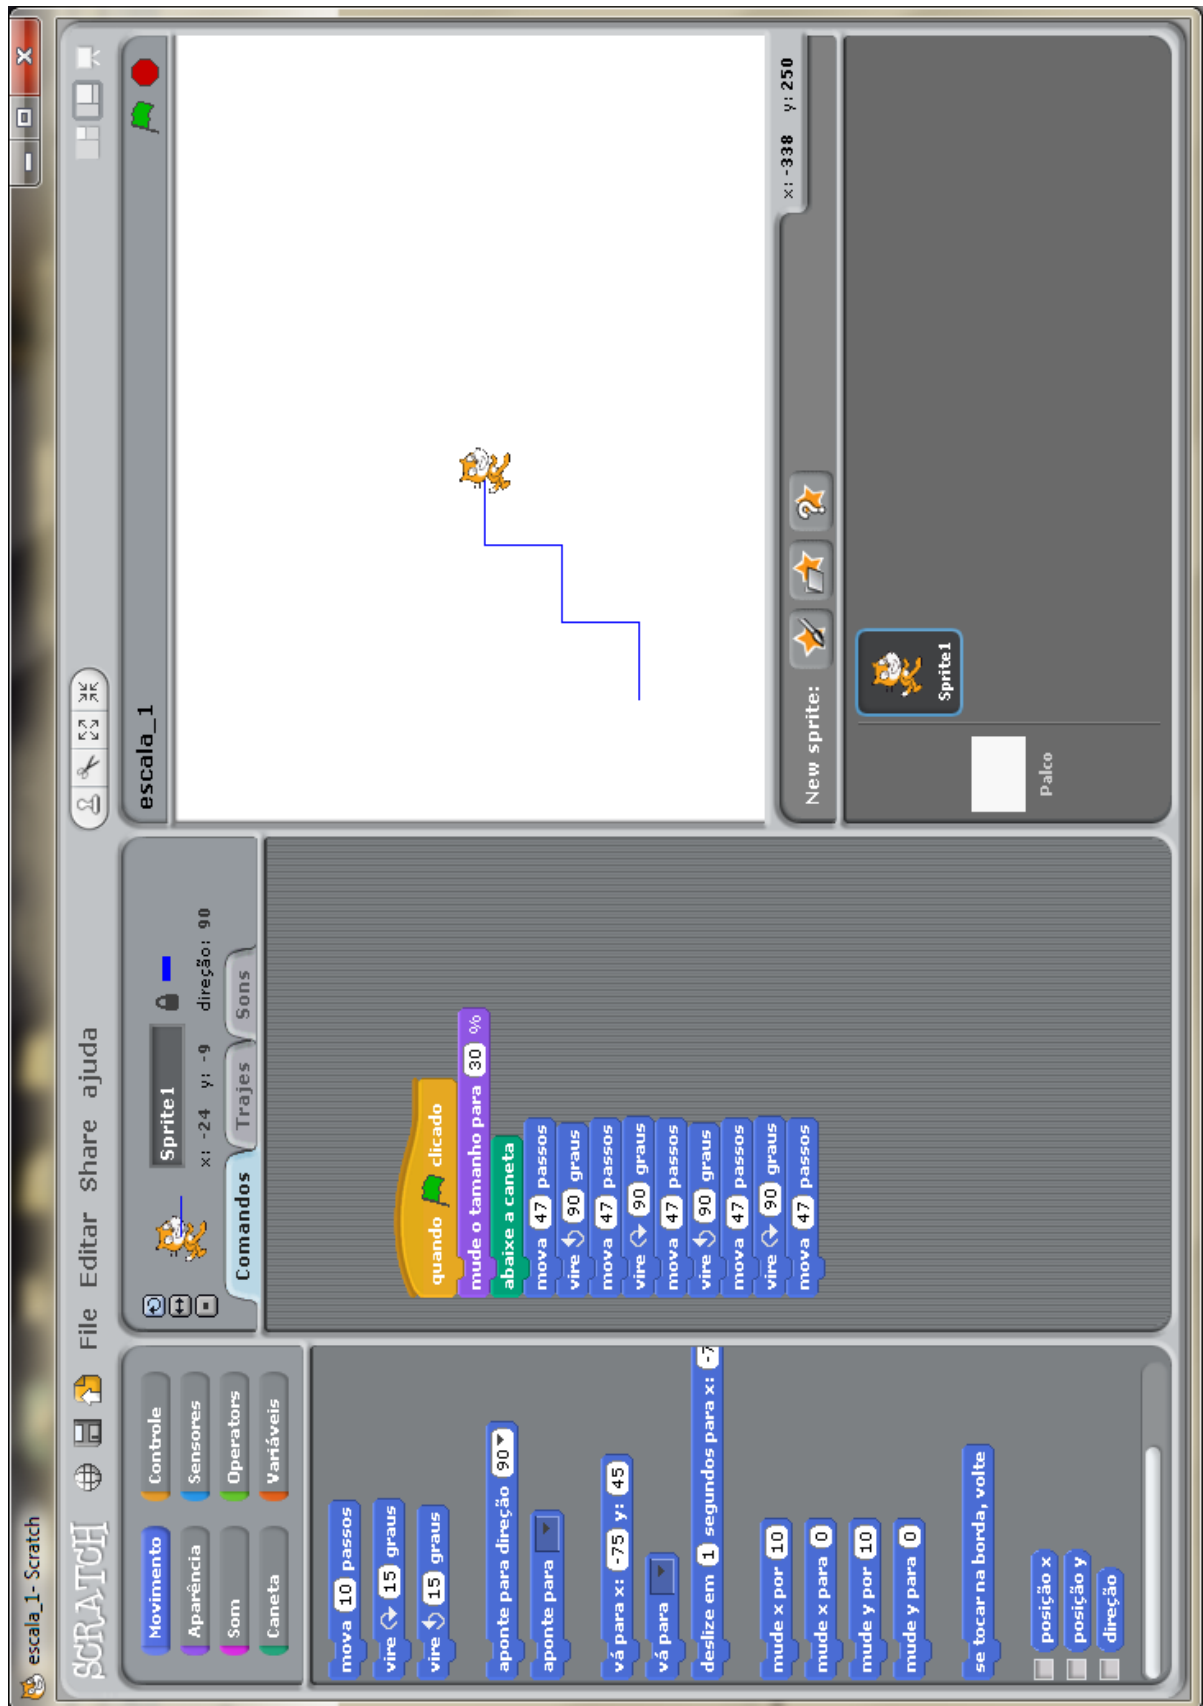 escala_1 - Scratch
SCRATCH File Editar Share ajuda
Movimento Controle
Aparência Sensores
Som Operators
Caneta Variáveis
mova 10 passos
vire 15 graus
vire 15 graus
aponte para direção 90
aponte para
vá para x: -75 y: 45
vá para
deslize em 1 segundos para x: -7
mude x por 10
mude x para 0
mude y por 10
mude y para 0
se tocar na borda, volte
posição x
posição y
direção
Sprite1
x: -24 y: -9 direção: 90
Comandos Trajes Sons
quando clicado
mude o tamanho para 30 %
abaixe a caneta
mova 47 passos
vire 90 graus
mova 47 passos
vire 90 graus
mova 47 passos
vire 90 graus
mova 47 passos
vire 90 graus
mova 47 passos
escala_1
x: -338 y: 250
New sprite:
Sprite1
Palco